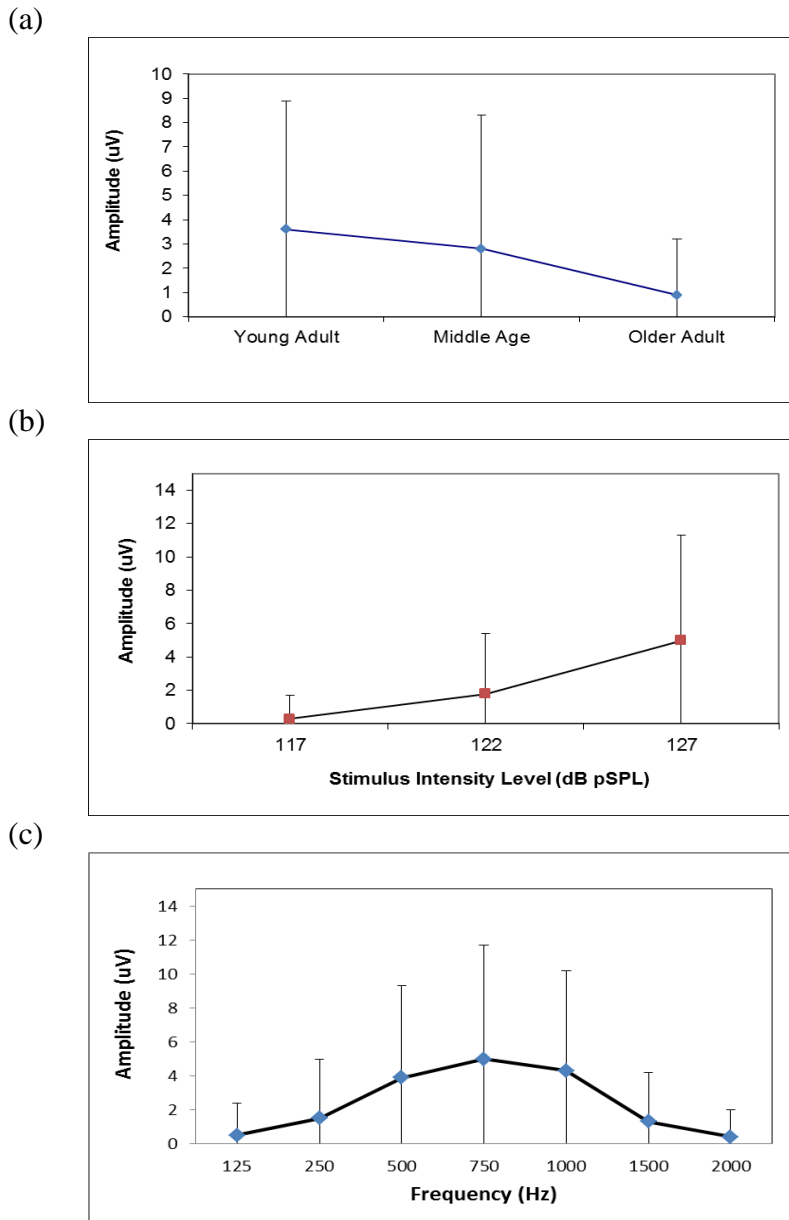 (a)
10
9
8
7
6
5
4
3
2
1
0
Amplitude (uV)
Young Adult Middle Age Older Adult
(b)
14
12
10
8
6
4
2
0
Amplitude (uV)
117 122 127
Stimulus Intensity Level (dB pSPL)
(c)
14
12
10
8
6
4
2
0
Amplitude (uV)
125 250 500 750 1000 1500 2000
Frequency (Hz)